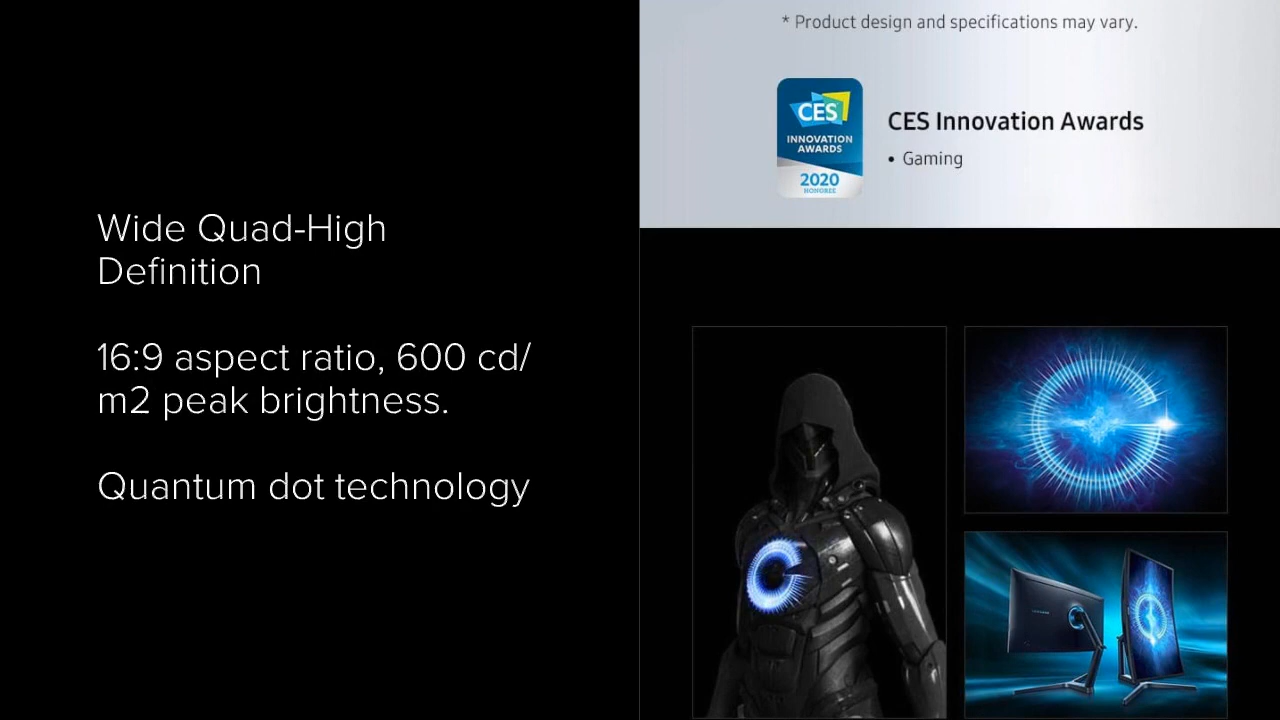 Wide Quad-High
Definition
16:9 aspect ratio, 600 cd/
m2 peak brightness.
Quantum dot technology
* Product design and specifications may vary.
CES
INNOVATION
AWARDS
2020
HONOREE
CES Innovation Awards
• Gaming